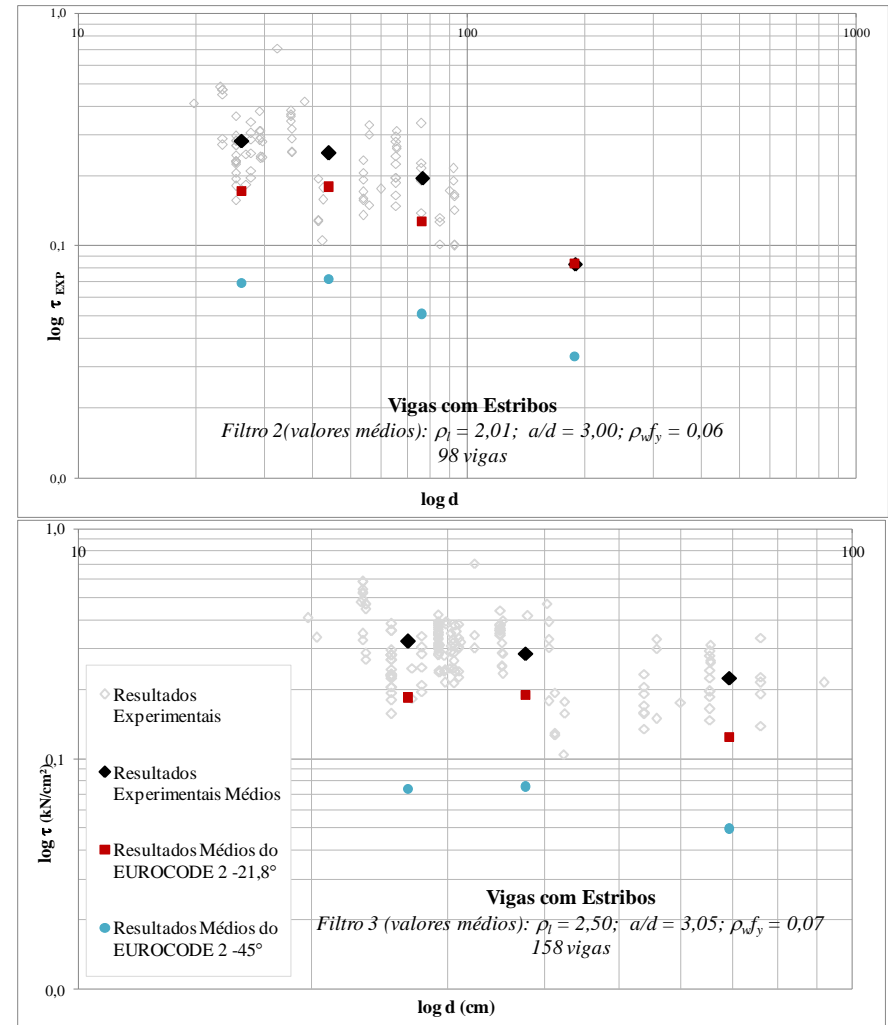 1,0
10
100
1000
0,1
0,0
log τ EXP
Vigas com Estribos
Filtro 2(valores médios): ρl = 2,01; a/d = 3,00; ρwfy = 0,06
98 vigas
log d
1,0
10
100
0,1
0,0
log τ (kN/cm²)
Resultados
Experimentais
Resultados
Experimentais Médios
Resultados Médios do
EUROCODE 2 -21,8°
Resultados Médios do
EUROCODE 2 -45°
Vigas com Estribos
Filtro 3 (valores médios): ρl = 2,50; a/d = 3,05; ρwfy = 0,07
158 vigas
log d (cm)